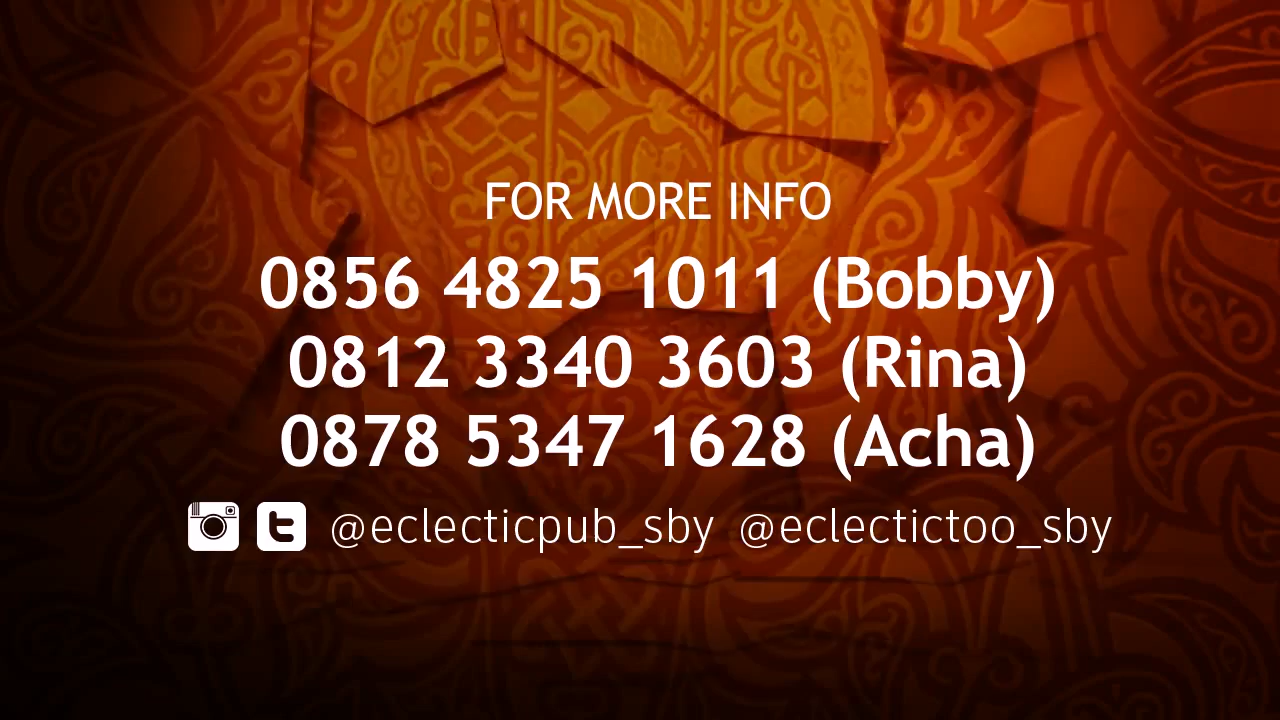 FOR MORE INFO
0856 4825 1011 (Bobby)
0812 3340 3603 (Rina)
0878 5347 1628 (Acha)
@eclecticpub_sby @eclectictoo_sby